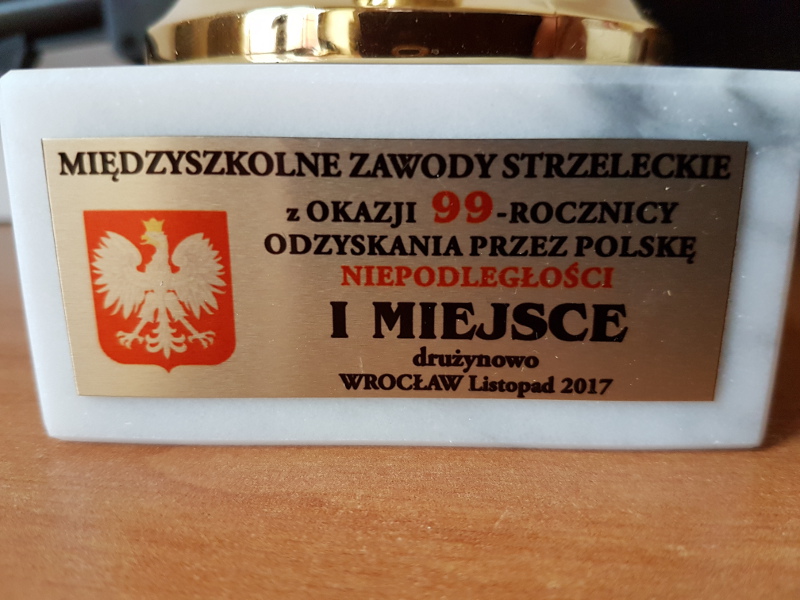 MIĘDZYSZKOLNE ZAWODY STRZELECKIE
z OKAZJI 99-ROCZNICY
ODZYSKANIA PRZEZ POLSKĘ
NIEPODLEGŁOŚCI
I MIEJSCE
drużynowo
WROCŁAW Listopad 2017